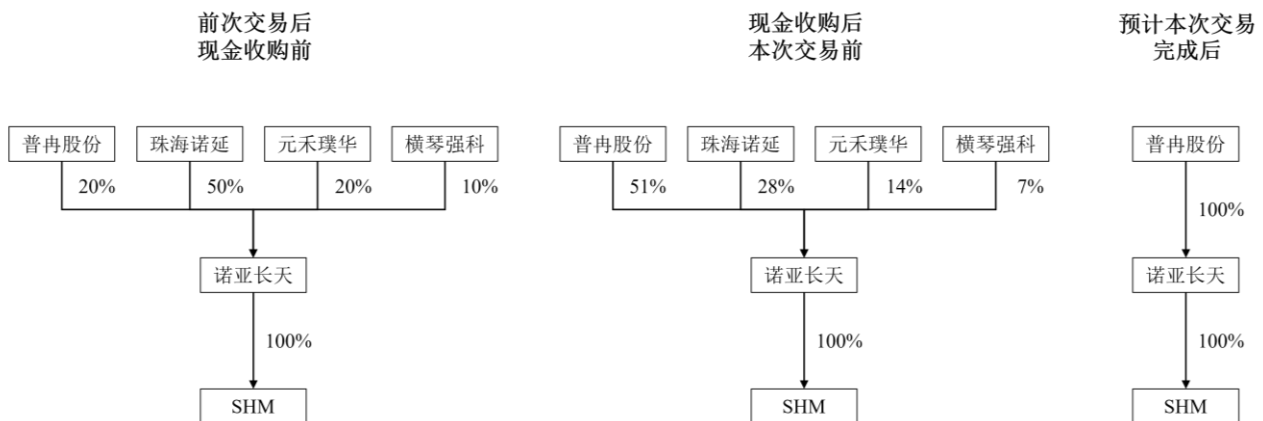 前次交易后
现金收购前
现金收购后
本次交易前
预计本次交易
完成后
普冉股份
珠海诺延
元禾璞华
横琴强科
20%
50%
20%
10%
诺亚长天
100%
SHM
普冉股份
珠海诺延
元禾璞华
横琴强科
51%
28%
14%
7%
诺亚长天
100%
SHM
普冉股份
100%
诺亚长天
100%
SHM